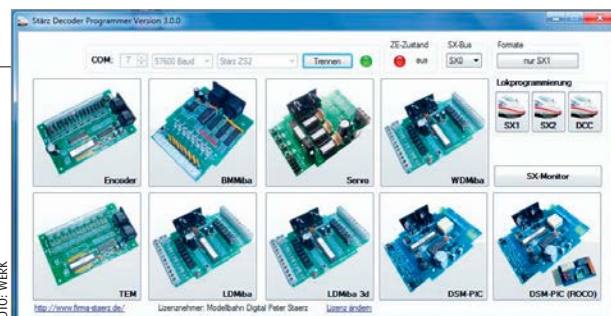 Stärz Decoder Programmer Version 3.0.0
COM: 7 57600 Baud Stärz ZS2 Trennen
ZE-Zustand aus
SX-Bus SX0
Formate nur SX1
Lokprogrammierung
SX1 SX2 DCC
SX-Monitor
Encoder BMMiba Servo WDMiba
TEM LDMiba LDMiba 3d DSM-PIC DSM-PIC (ROCO)
http://www.firma-staerz.de/ Lizenznehmer: Modellbahn Digital Peter Staerz Lizenz ändern
WERK